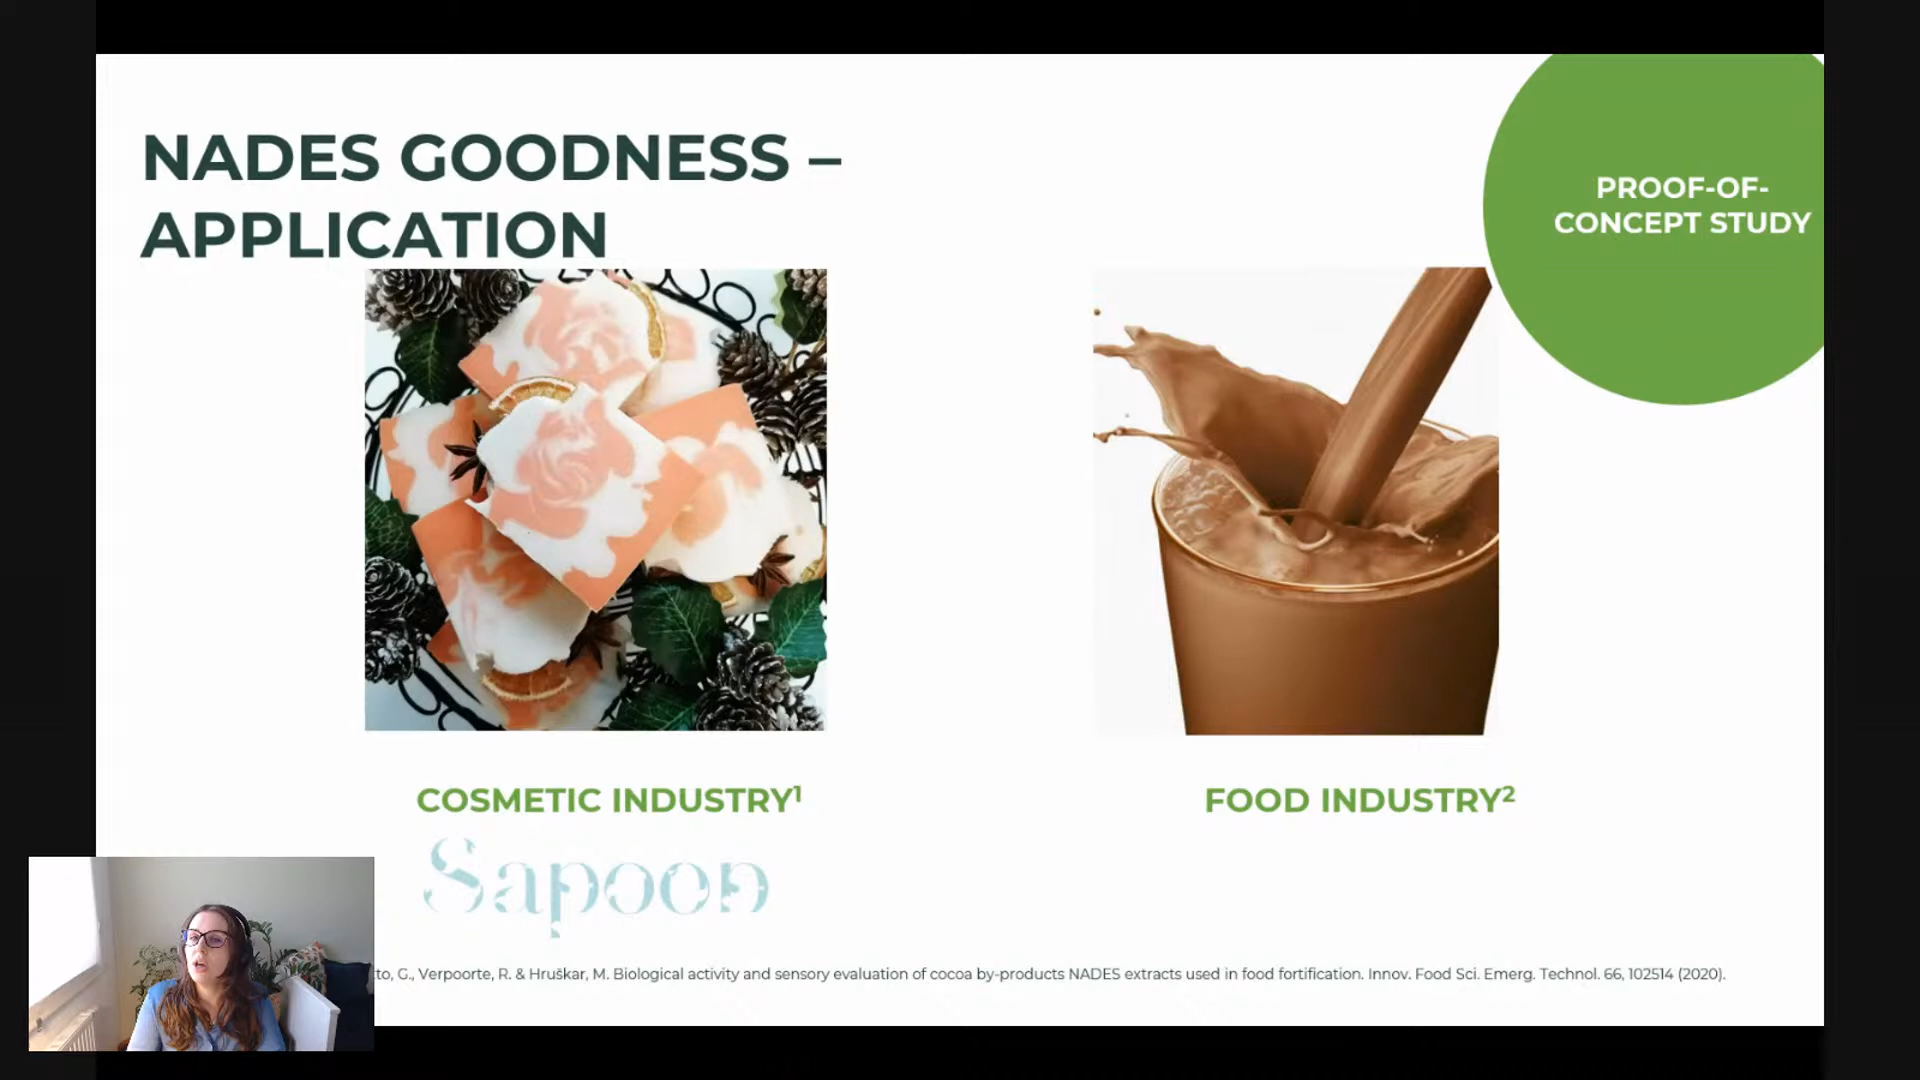 NADES GOODNESS –
APPLICATION
PROOF-OF-
CONCEPT STUDY
COSMETIC INDUSTRY¹
FOOD INDUSTRY²
Sapoon
G., Verpoorte, R. & Hruškar, M. Biological activity and sensory evaluation of cocoa by-products NADES extracts used in food fortification. Innov. Food Sci. Emerg. Technol. 66, 102514 (2020).